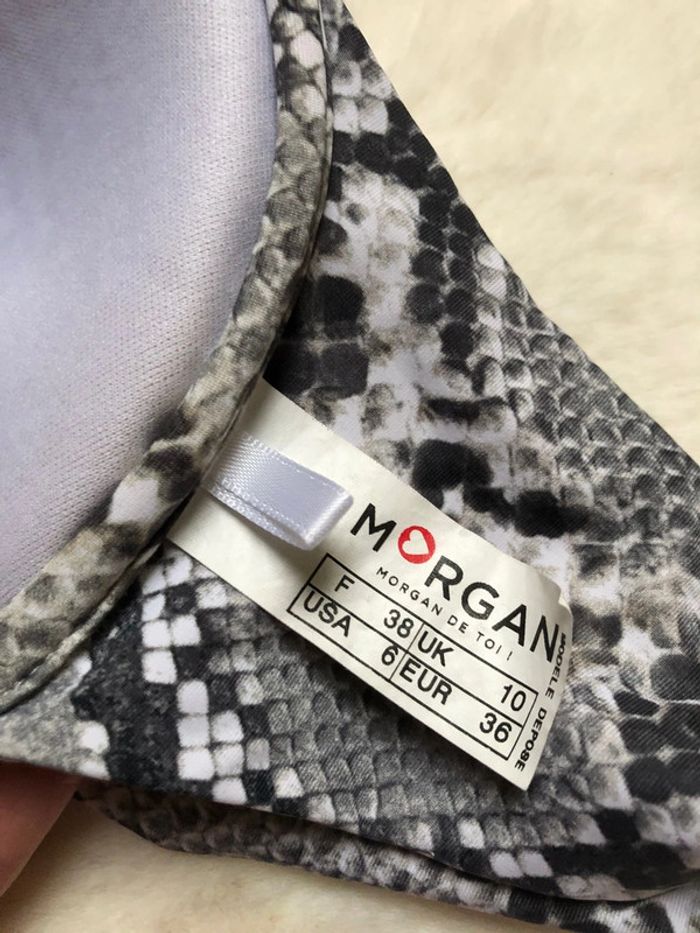 MORGAN
MORGAN DE TOI !
F 38 UK 10
USA 6 EUR 36
MODELE DEPOSE